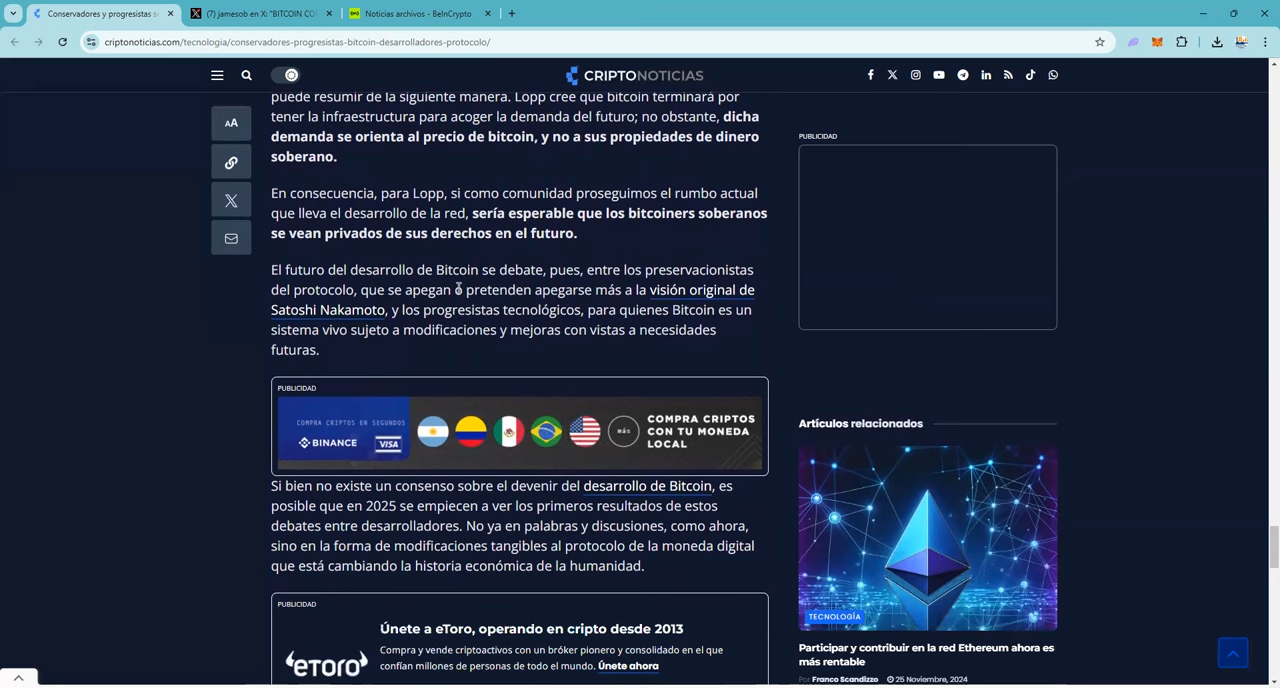 Conservadores y progresistas se
(7) jamesob en X: "BITCOIN CO
Noticias archivos - BeInCrypto
criptonoticias.com/tecnologia/conservadores-progresistas-bitcoin-desarrolladores-protocolo/
CRIPTONOTICIAS
AA
puede resumir de la siguiente manera. Lopp cree que bitcoin terminará por
tener la infraestructura para acoger la demanda del futuro; no obstante, dicha
demanda se orienta al precio de bitcoin, y no a sus propiedades de dinero
soberano.
En consecuencia, para Lopp, si como comunidad proseguimos el rumbo actual
que lleva el desarrollo de la red, sería esperable que los bitcoiners soberanos
se vean privados de sus derechos en el futuro.
El futuro del desarrollo de Bitcoin se debate, pues, entre los preservacionistas
del protocolo, que se apegan o pretenden apegarse más a la visión original de
Satoshi Nakamoto, y los progresistas tecnológicos, para quienes Bitcoin es un
sistema vivo sujeto a modificaciones y mejoras con vistas a necesidades
futuras.
PUBLICIDAD
COMPRA CRIPTOS EN SEGUNDOS
BINANCE
VISA
más
COMPRA CRIPTOS
CON TU MONEDA
LOCAL
Si bien no existe un consenso sobre el devenir del desarrollo de Bitcoin, es
posible que en 2025 se empiecen a ver los primeros resultados de estos
debates entre desarrolladores. No ya en palabras y discusiones, como ahora,
sino en la forma de modificaciones tangibles al protocolo de la moneda digital
que está cambiando la historia económica de la humanidad.
PUBLICIDAD
Únete a eToro, operando en cripto desde 2013
Compra y vende criptoactivos con un bróker pionero y consolidado en el que
confían millones de personas de todo el mundo. Únete ahora
eToro
PUBLICIDAD
Artículos relacionados
TECNOLOGÍA
Participar y contribuir en la red Ethereum ahora es
más rentable
Por Franco Scandizzo 25 Noviembre, 2024